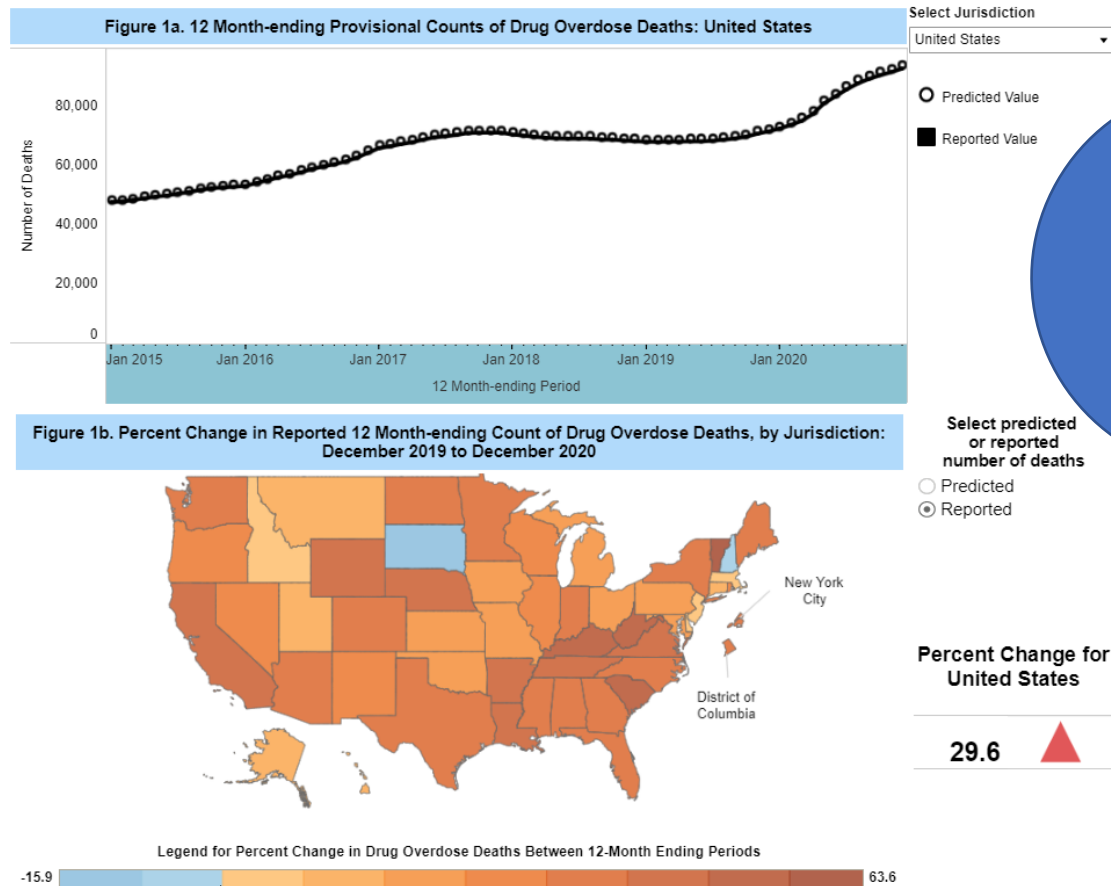 Figure 1a. 12 Month-ending Provisional Counts of Drug Overdose Deaths: United States
Select Jurisdiction
United States
Predicted Value
Reported Value
Number of Deaths
80,000
60,000
40,000
20,000
0
Jan 2015
Jan 2016
Jan 2017
Jan 2018
Jan 2019
Jan 2020
12 Month-ending Period
Figure 1b. Percent Change in Reported 12 Month-ending Count of Drug Overdose Deaths, by Jurisdiction:
December 2019 to December 2020
Select predicted
or reported
number of deaths
Predicted
Reported
New York
City
District of
Columbia
Percent Change for
United States
29.6
Legend for Percent Change in Drug Overdose Deaths Between 12-Month Ending Periods
-15.9
63.6